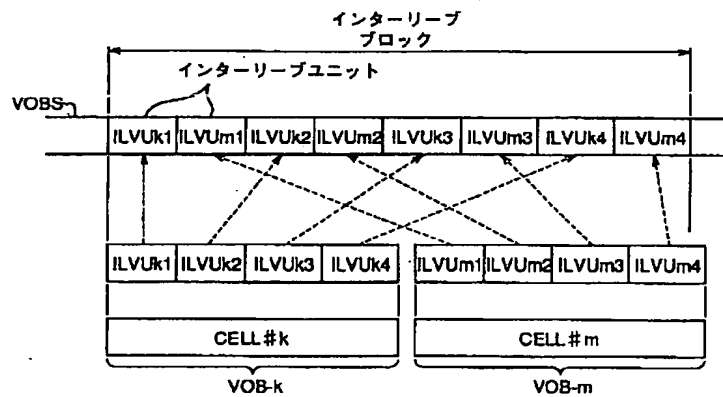 インターリーブ
ブロック
インターリーブユニット
VOBS
ILVUk1 ILVUm1 ILVUk2 ILVUm2 ILVUk3 ILVUm3 ILVUk4 ILVUm4
ILVUk1 ILVUk2 ILVUk3 ILVUk4 ILVUm1 ILVUm2 ILVUm3 ILVUm4
CELL#k CELL#m
VOB-k VOB-m